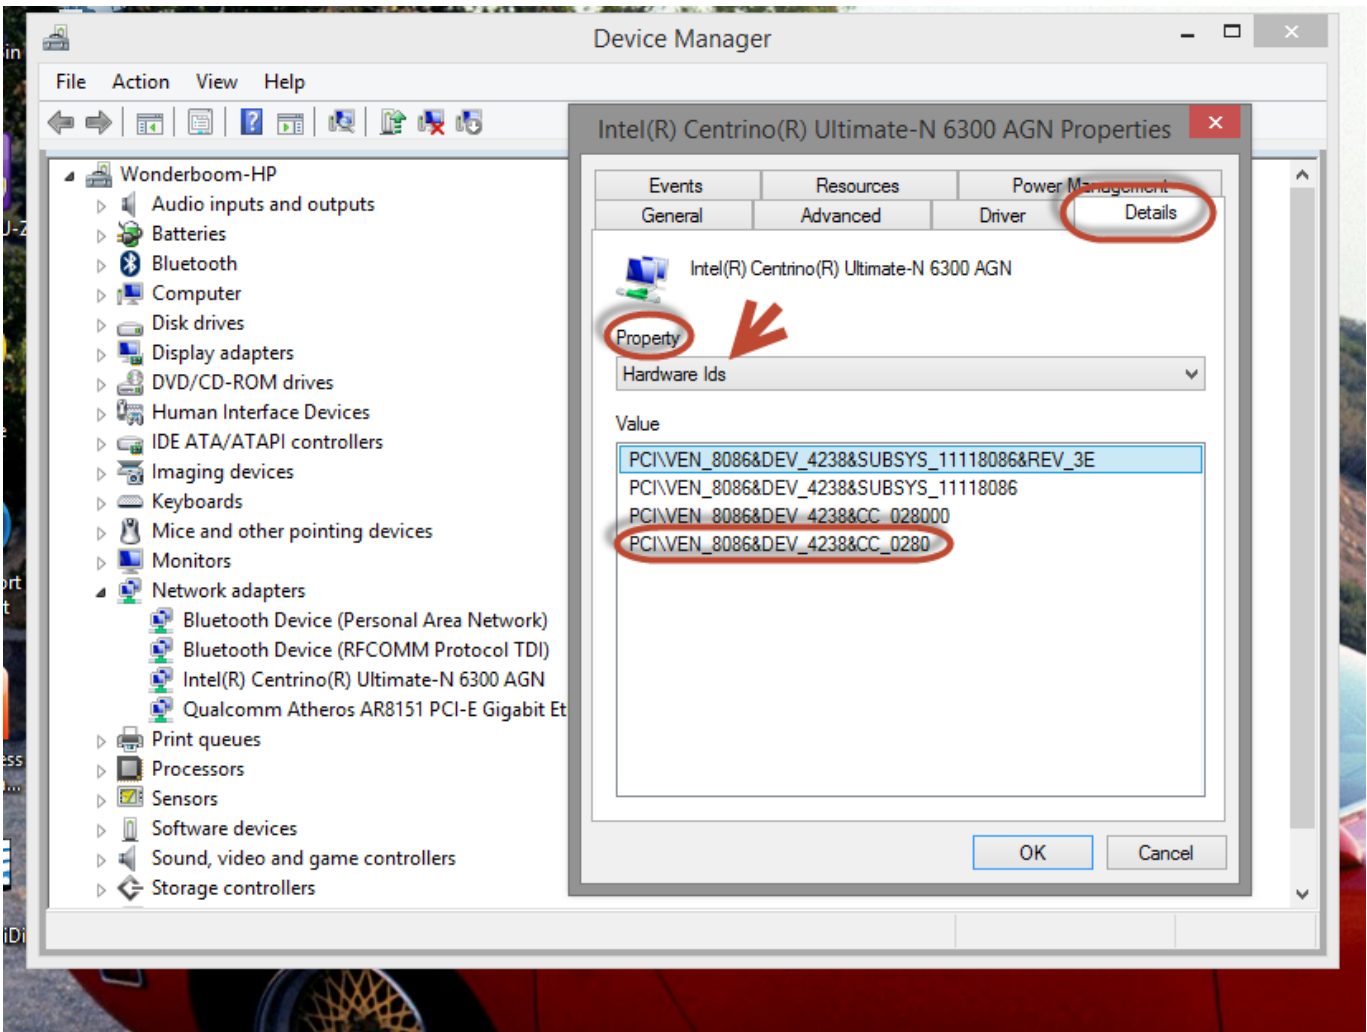 Device Manager
File Action View Help
Wonderboom-HP
Audio inputs and outputs
Batteries
Bluetooth
Computer
Disk drives
Display adapters
DVD/CD-ROM drives
Human Interface Devices
IDE ATA/ATAPI controllers
Imaging devices
Keyboards
Mice and other pointing devices
Monitors
Network adapters
Bluetooth Device (Personal Area Network)
Bluetooth Device (RFCOMM Protocol TDI)
Intel(R) Centrino(R) Ultimate-N 6300 AGN
Qualcomm Atheros AR8151 PCI-E Gigabit Et
Print queues
Processors
Sensors
Software devices
Sound, video and game controllers
Storage controllers
Intel(R) Centrino(R) Ultimate-N 6300 AGN Properties
Events Resources Power Management
General Advanced Driver Details
Intel(R) Centrino(R) Ultimate-N 6300 AGN
Property
Hardware Ids
Value
PCI\VEN_8086&DEV_4238&SUBSYS_11118086&REV_3E
PCI\VEN_8086&DEV_4238&SUBSYS_11118086
PCI\VEN_8086&DEV_4238&CC_028000
PCI\VEN_8086&DEV_4238&CC_0280
OK Cancel